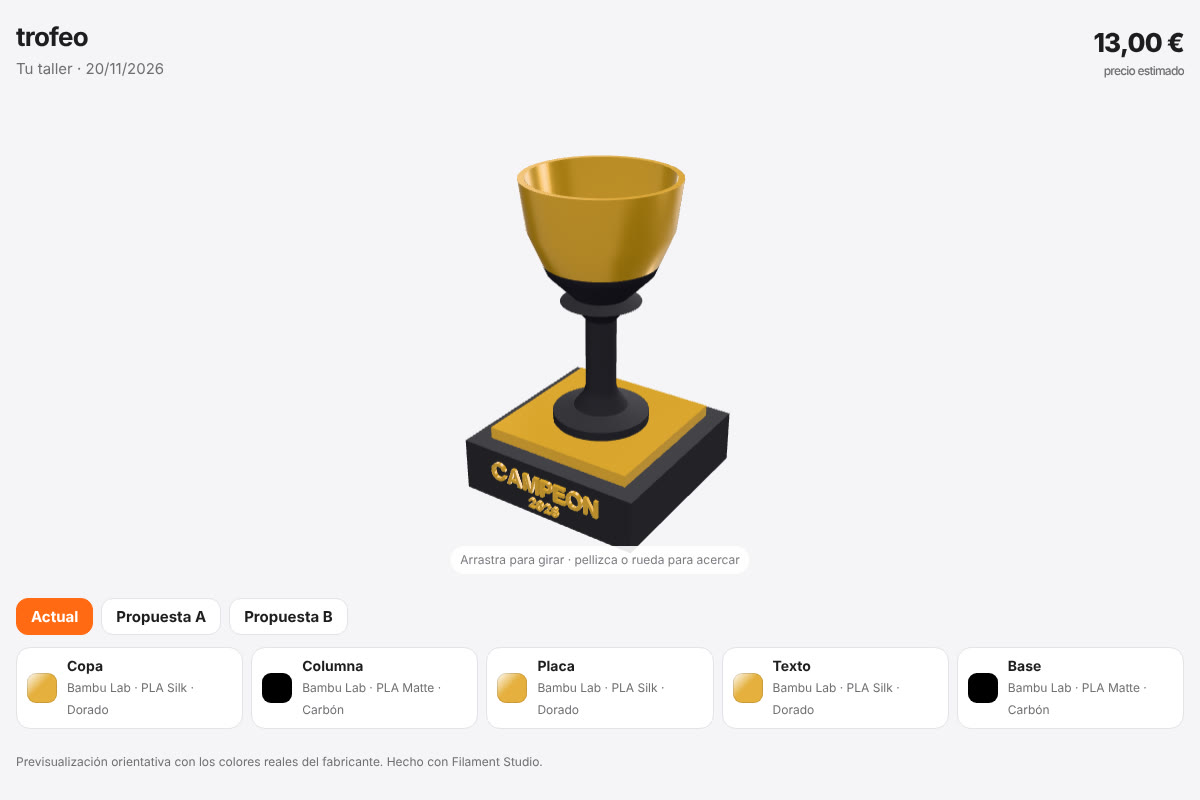 trofeo
Tu taller · 20/11/2026
13,00 €
precio estimado
CAMPEON
2026
Arrastra para girar · pellizca o rueda para acercar
Actual
Propuesta A
Propuesta B
Copa
Bambu Lab · PLA Silk ·
Dorado
Columna
Bambu Lab · PLA Matte ·
Carbón
Placa
Bambu Lab · PLA Silk ·
Dorado
Texto
Bambu Lab · PLA Silk ·
Dorado
Base
Bambu Lab · PLA Matte ·
Carbón
Previsualización orientativa con los colores reales del fabricante. Hecho con Filament Studio.